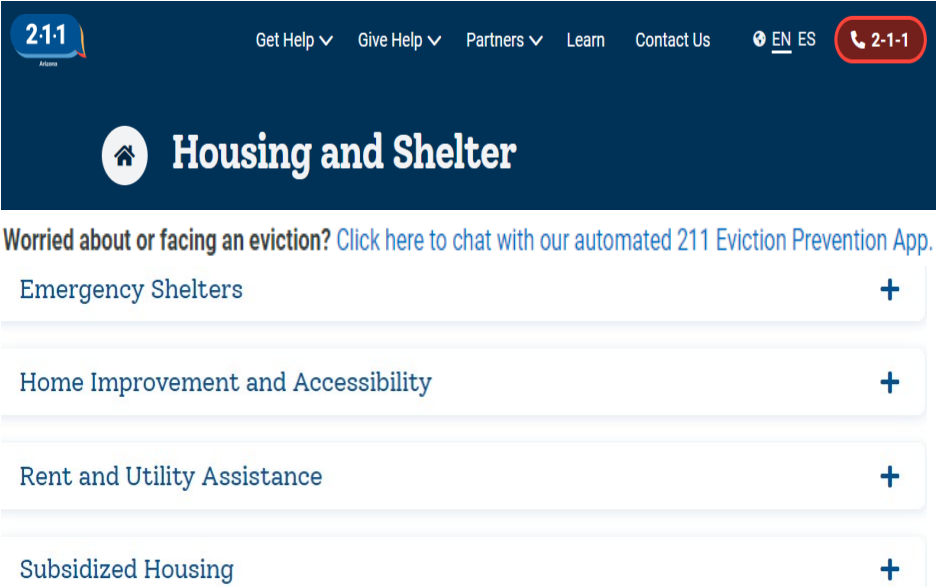 2·1·1
Arizona
Get Help Give Help Partners Learn Contact Us EN ES 2-1-1
Housing and Shelter
Worried about or facing an eviction? Click here to chat with our automated 211 Eviction Prevention App.
Emergency Shelters +
Home Improvement and Accessibility +
Rent and Utility Assistance +
Subsidized Housing +